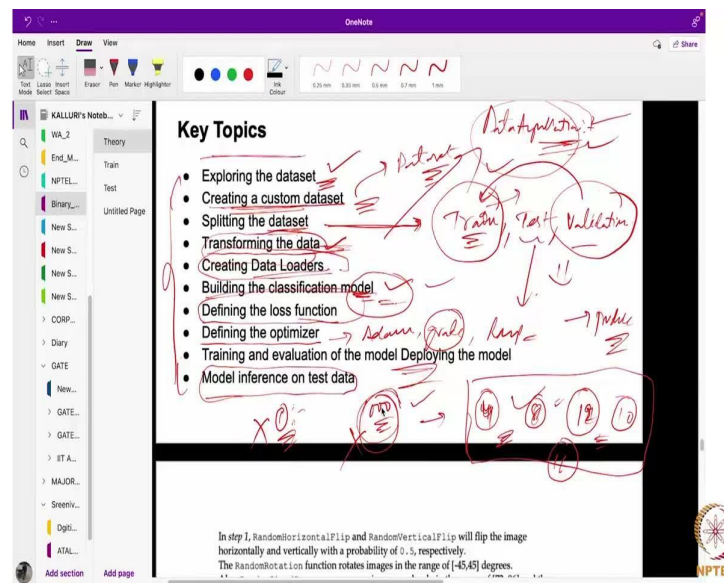 OneNote
Home Insert Draw View
Share
Text Mode
Lasso Select
Insert Space
Eraser
Pen
Marker
Highlighter
Ink Colour
0.25 mm 0.35 mm 0.5 mm 0.7 mm 1 mm
KALLURI's Noteb...
WA_2
End_M...
NPTEL...
Binary_...
New S...
New S...
New S...
New S...
CORP...
Diary
GATE
New...
GATE...
GATE...
IIT A...
MAJOR...
Sreeniv...
Dgiti...
ATAL...
Add section
Theory
Train
Test
Untitled Page
Add page
Key Topics
Exploring the dataset
Creating a custom dataset
Splitting the dataset
Transforming the data
Creating Data Loaders
Building the classification model
Defining the loss function
Defining the optimizer
Training and evaluation of the model Deploying the model
Model inference on test data
Dataset
Train, Test, Validation
Adam
8
12
10
In step 1, RandomHorizontalFlip and RandomVerticalFlip will flip the image
horizontally and vertically with a probability of 0.5, respectively.
The RandomRotation function rotates images in the range of [-45,45] degrees.
NPTEL